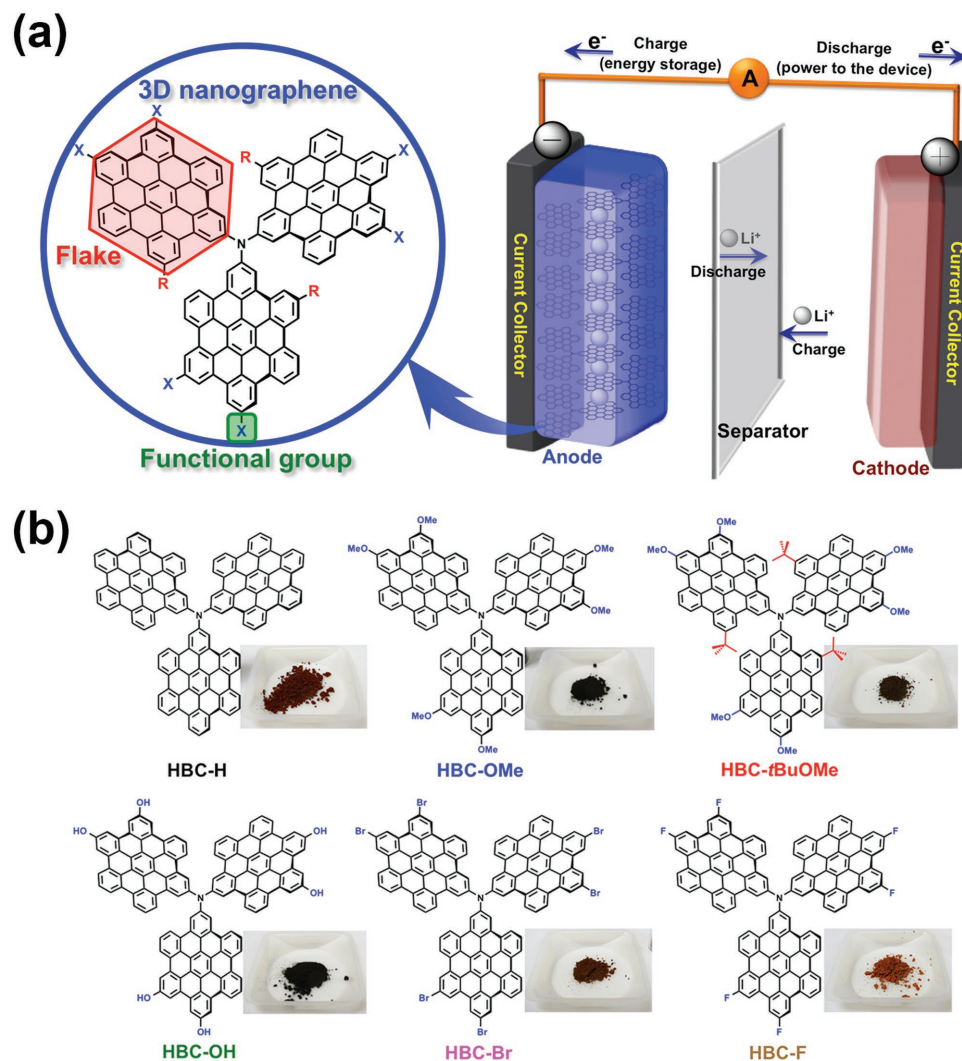 (a)
3D nanographene
X
X
R
X
X
Flake
N
R
R
X
X
Functional group
e-
Charge
(energy storage)
A
Discharge
(power to the device)
e-
−
+
Current Collector
Li+
Discharge
Li+
Charge
Separator
Current Collector
Anode
Cathode
(b)
N
HBC-H
OMe
MeO
OMe
OMe
N
MeO
OMe
HBC-OMe
OMe
MeO
OMe
OMe
N
MeO
OMe
HBC-tBuOMe
OH
HO
OH
OH
N
HO
OH
HBC-OH
Br
Br
Br
Br
N
Br
Br
HBC-Br
F
F
F
F
N
F
F
HBC-F